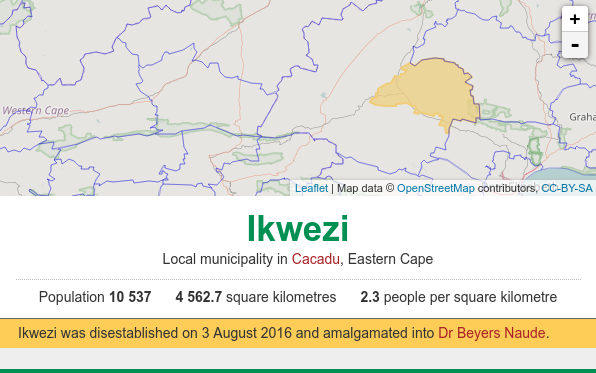 +
-
Western Cape
Graha
Leaflet | Map data © OpenStreetMap contributors, CC-BY-SA
Ikwezi
Local municipality in Cacadu, Eastern Cape
Population 10 537 4 562.7 square kilometres 2.3 people per square kilometre
Ikwezi was disestablished on 3 August 2016 and amalgamated into Dr Beyers Naude.